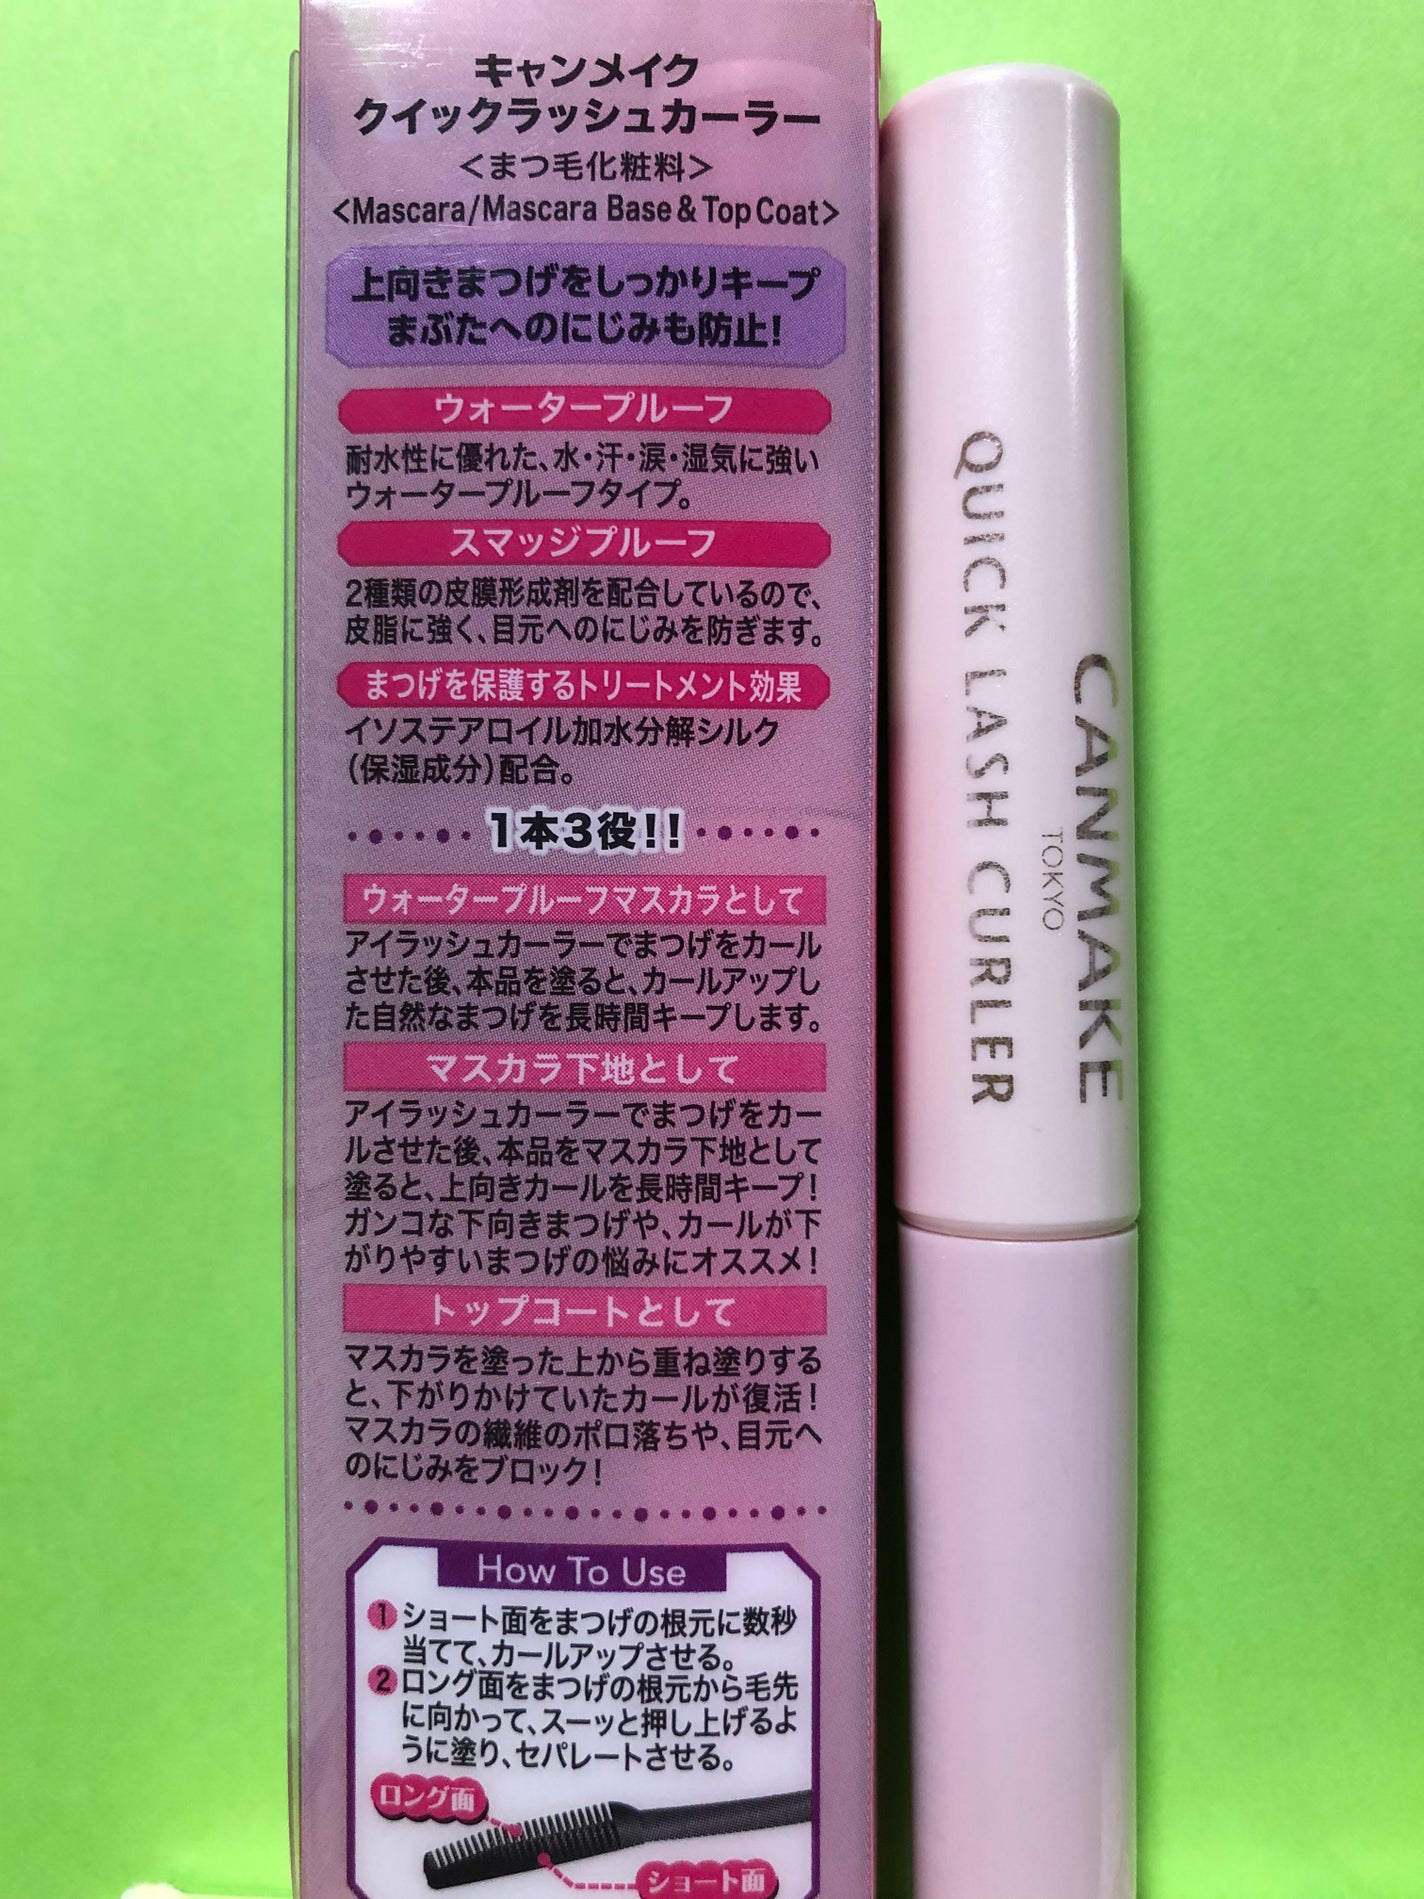 キャンメイク
クイックラッシュカーラー
<まつ毛化粧料>
<Mascara/Mascara Base & Top Coat>
上向きまつげをしっかりキープ
まぶたへのにじみも防止!
ウォータープルーフ
耐水性に優れた、水・汗・涙・湿気に強い
ウォータープルーフタイプ。
スマッジプルーフ
2種類の皮膜形成剤を配合しているので、
皮脂に強く、目元へのにじみを防ぎます。
まつげを保護するトリートメント効果
イソステアロイル加水分解シルク
(保湿成分)配合。
1本3役!!
ウォータープルーフマスカラとして
アイラッシュカーラーでまつげをカール
させた後、本品を塗ると、カールアップし
た自然なまつげを長時間キープします。
マスカラ下地として
アイラッシュカーラーでまつげをカー
ルさせた後、本品をマスカラ下地として
塗ると、上向きカールを長時間キープ!
ガンコな下向きまつげや、カールが下
がりやすいまつげの悩みにオススメ!
トップコートとして
マスカラを塗った上から重ね塗りする
と、下がりかけていたカールが復活!
マスカラの繊維のポロ落ちや、目元へ
のにじみをブロック!
How To Use
1 ショート面をまつげの根元に数秒
当てて、カールアップさせる。
2 ロング面をまつげの根元から毛先
に向かって、スーッと押し上げるよ
うに塗り、セパレートさせる。
ロング面
ショート面
CANMAKE
TOKYO
QUICK LASH CURLER